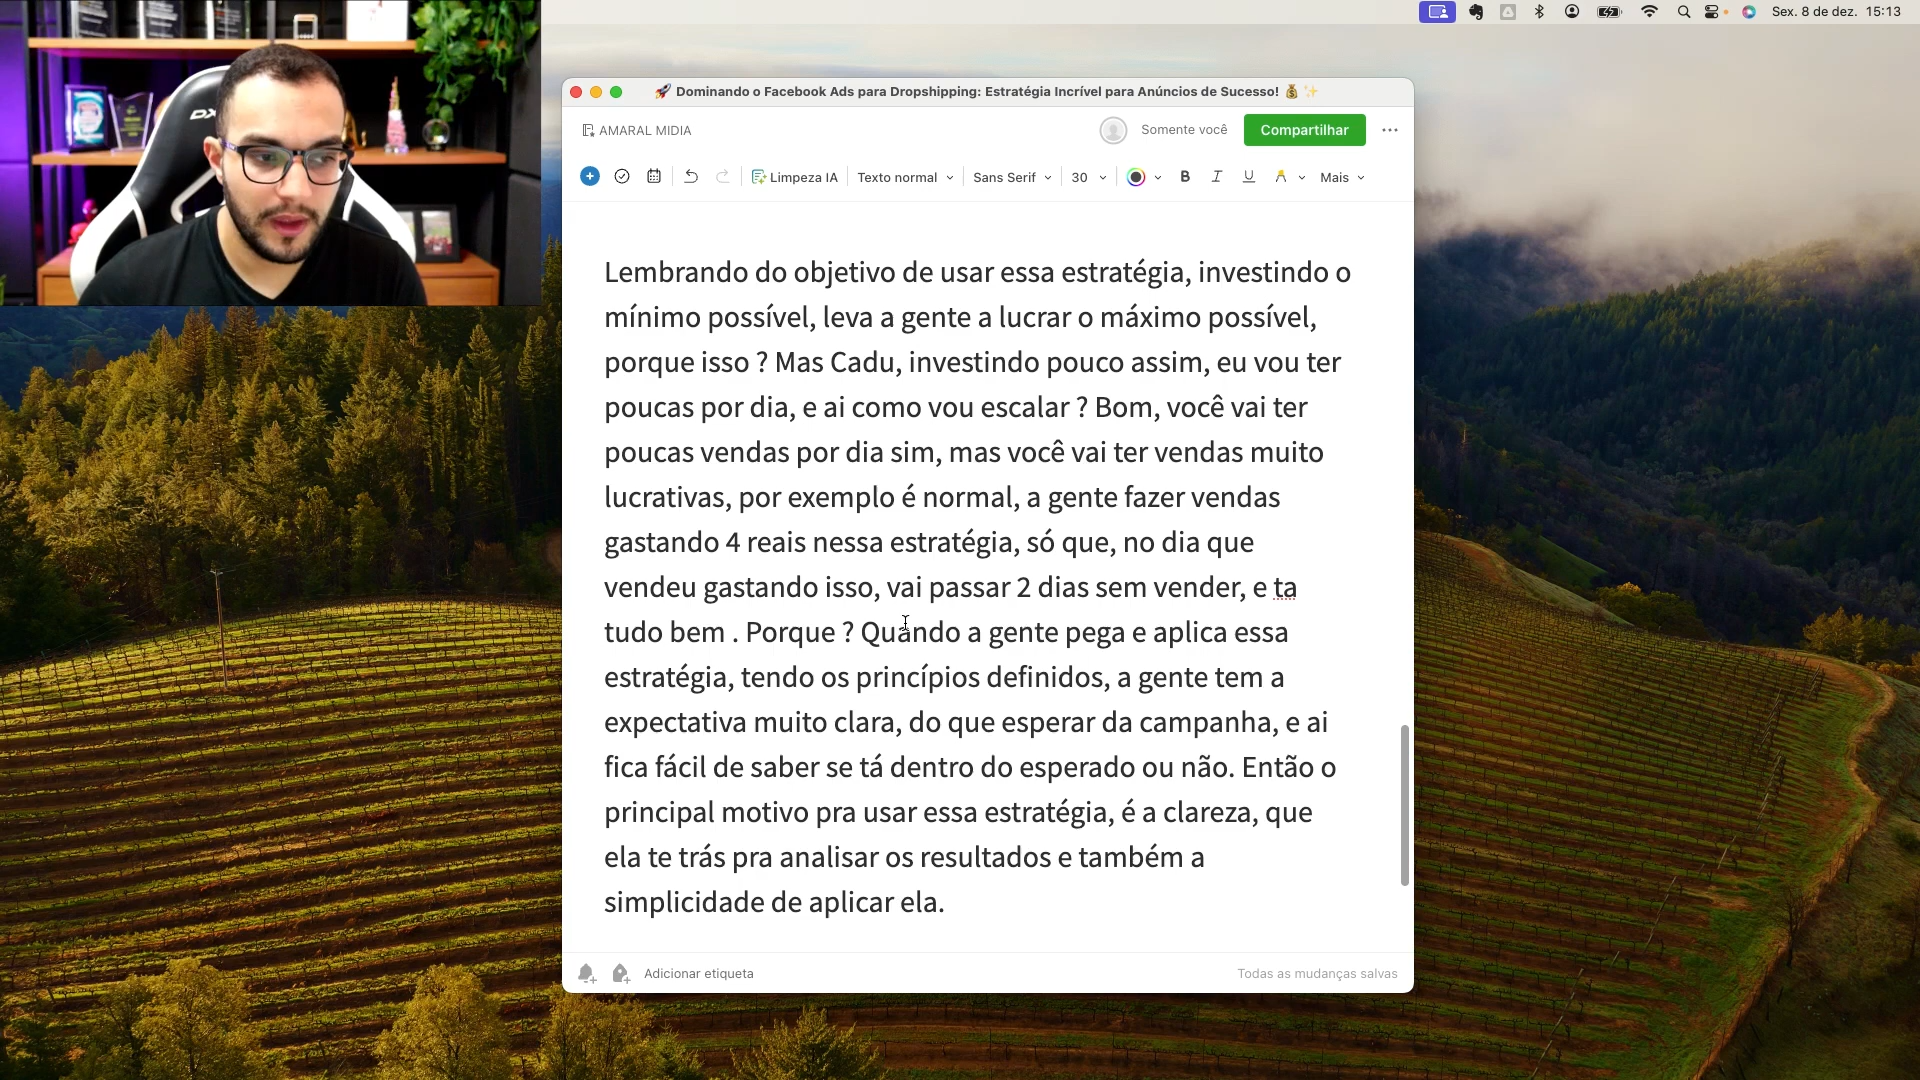 Sex. 8 de dez. 15:13
🚀 Dominando o Facebook Ads para Dropshipping: Estratégia Incrível para Anúncios de Sucesso! 💰 ✨
AMARAL MIDIA
Somente você
Compartilhar
Limpeza IA
Texto normal
Sans Serif
30
B
I
U
Mais
Lembrando do objetivo de usar essa estratégia, investindo o
mínimo possível, leva a gente a lucrar o máximo possível,
porque isso ? Mas Cadu, investindo pouco assim, eu vou ter
poucas por dia, e ai como vou escalar ? Bom, você vai ter
poucas vendas por dia sim, mas você vai ter vendas muito
lucrativas, por exemplo é normal, a gente fazer vendas
gastando 4 reais nessa estratégia, só que, no dia que
vendeu gastando isso, vai passar 2 dias sem vender, e ta
tudo bem . Porque ? Quando a gente pega e aplica essa
estratégia, tendo os princípios definidos, a gente tem a
expectativa muito clara, do que esperar da campanha, e ai
fica fácil de saber se tá dentro do esperado ou não. Então o
principal motivo pra usar essa estratégia, é a clareza, que
ela te trás pra analisar os resultados e também a
simplicidade de aplicar ela.
Adicionar etiqueta
Todas as mudanças salvas